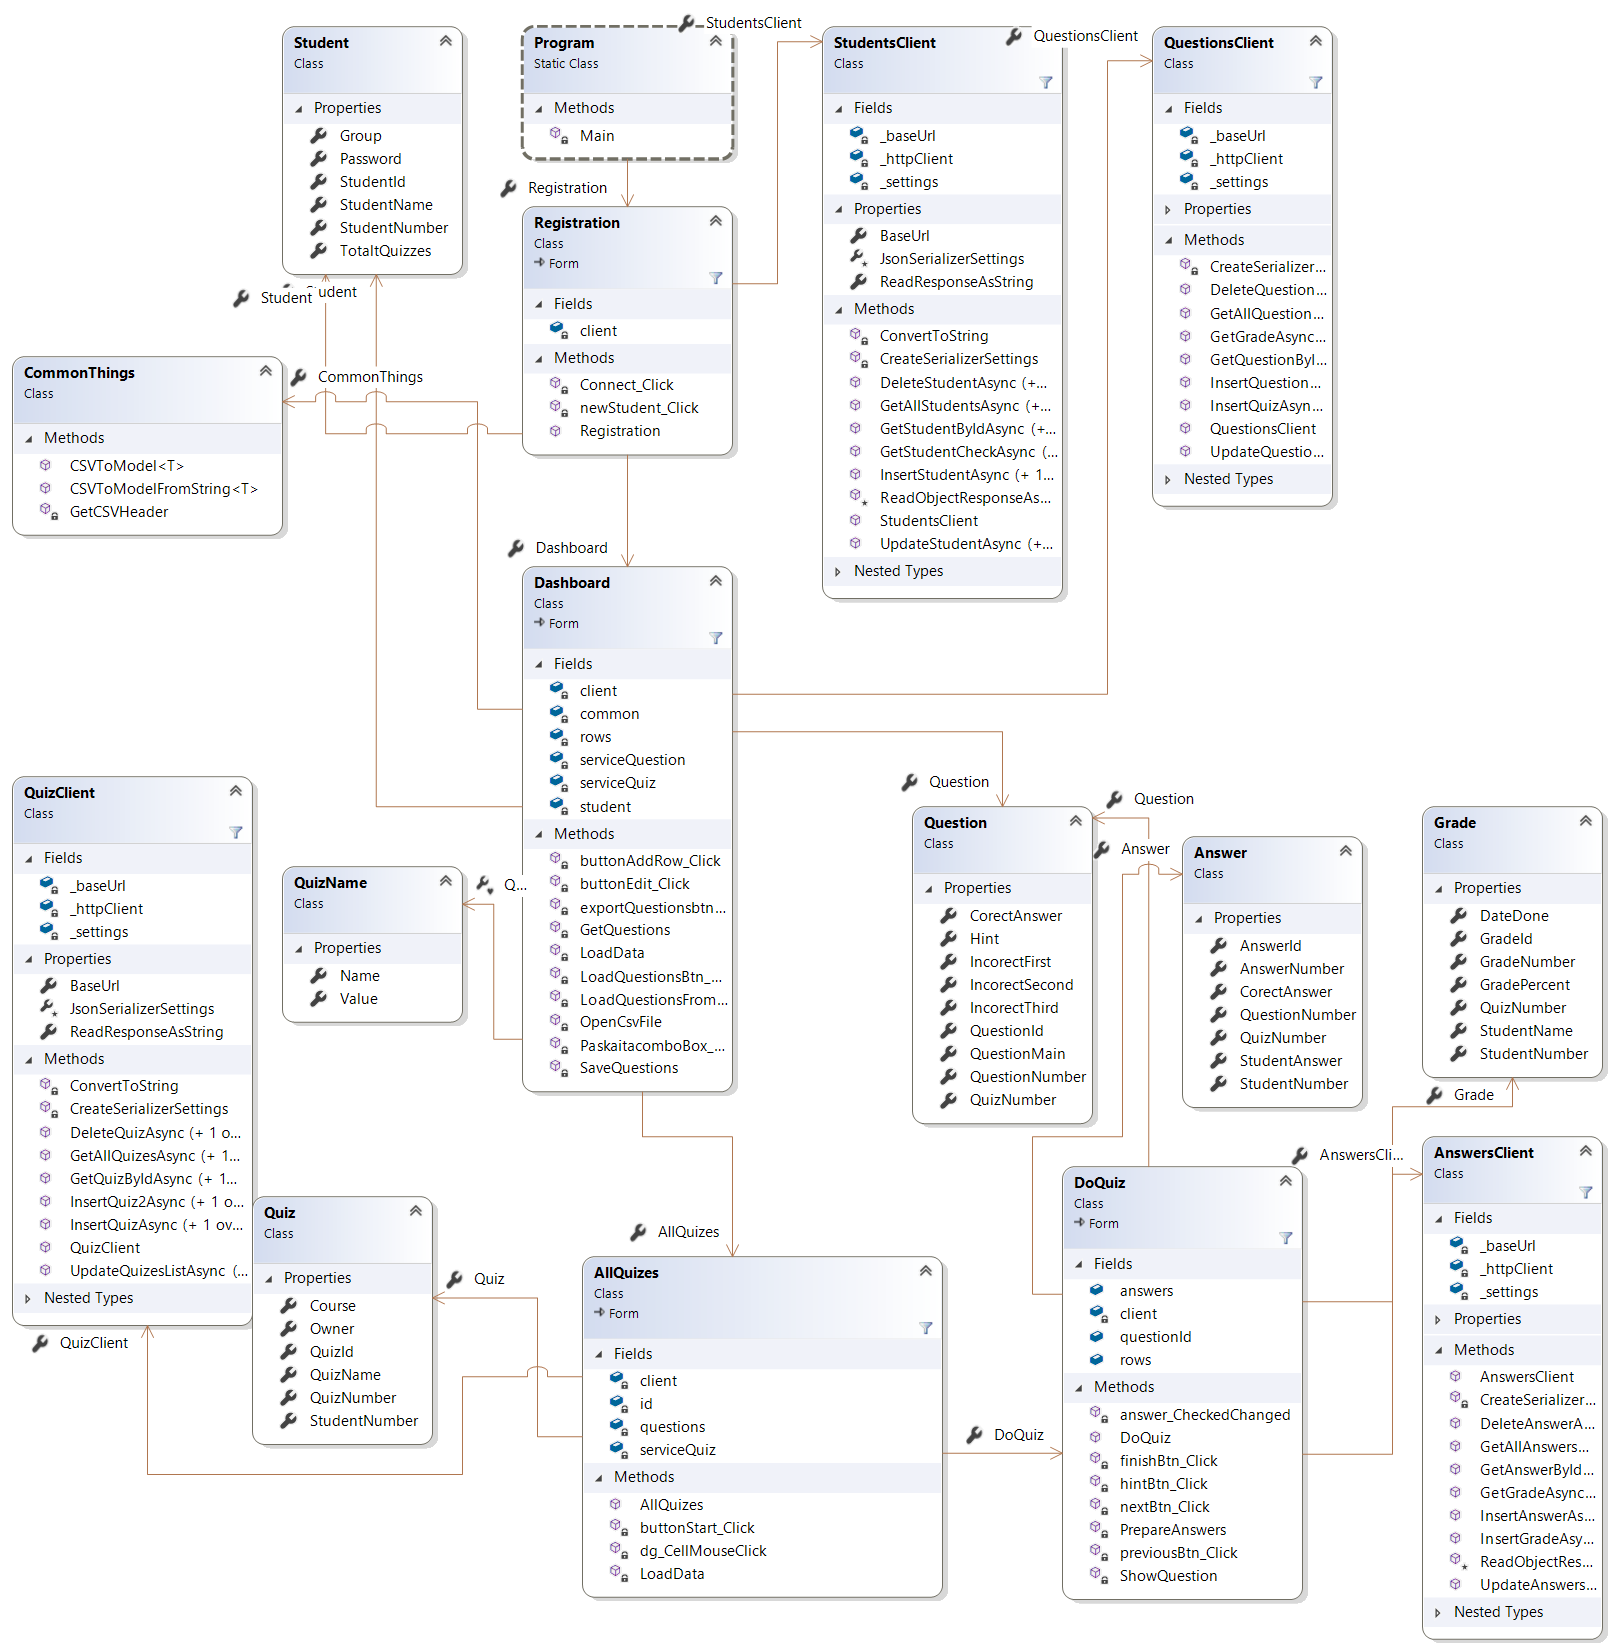 Student
Class
Properties
Group
Password
StudentId
StudentName
StudentNumber
TotaltQuizzes
Program
Static Class
Methods
Main
StudentsClient
StudentsClient
Class
Fields
_baseUrl
_httpClient
_settings
Properties
BaseUrl
JsonSerializerSettings
ReadResponseAsString
Methods
ConvertToString
CreateSerializerSettings
DeleteStudentAsync (+...
GetAllStudentsAsync (+...
GetStudentByIdAsync (+...
GetStudentCheckAsync (...
InsertStudentAsync (+ 1...
ReadObjectResponseAs...
StudentsClient
UpdateStudentAsync (+...
Nested Types
QuestionsClient
QuestionsClient
Class
Fields
_baseUrl
_httpClient
_settings
Properties
Methods
CreateSerializer...
DeleteQuestion...
GetAllQuestion...
GetGradeAsync...
GetQuestionByI...
InsertQuestion...
InsertQuizAsyn...
QuestionsClient
UpdateQuestio...
Nested Types
Registration
Registration
Class
Form
Fields
client
Methods
Connect_Click
newStudent_Click
Registration
Student
Student
CommonThings
CommonThings
Class
Methods
CSVToModel<T>
CSVToModelFromString<T>
GetCSVHeader
Dashboard
Dashboard
Class
Form
Fields
client
common
rows
serviceQuestion
serviceQuiz
student
Methods
buttonAddRow_Click
buttonEdit_Click
exportQuestionsbtn...
GetQuestions
LoadData
LoadQuestionsBtn_...
LoadQuestionsFrom...
OpenCsvFile
PaskaitacomboBox_...
SaveQuestions
QuizClient
Class
Fields
_baseUrl
_httpClient
_settings
Properties
BaseUrl
JsonSerializerSettings
ReadResponseAsString
Methods
ConvertToString
CreateSerializerSettings
DeleteQuizAsync (+ 1 o...
GetAllQuizesAsync (+ 1...
GetQuizByIdAsync (+ 1...
InsertQuiz2Async (+ 1 o...
InsertQuizAsync (+ 1 ov...
QuizClient
UpdateQuizesListAsync (...
Nested Types
QuizClient
QuizName
Class
Properties
Name
Value
Q...
Question
Question
Class
Properties
CorectAnswer
Hint
IncorectFirst
IncorectSecond
IncorectThird
QuestionId
QuestionMain
QuestionNumber
QuizNumber
Question
Answer
Answer
Class
Properties
AnswerId
AnswerNumber
CorectAnswer
QuestionNumber
QuizNumber
StudentAnswer
StudentNumber
Grade
Class
Properties
DateDone
GradeId
GradeNumber
GradePercent
QuizNumber
StudentName
StudentNumber
Grade
Quiz
Class
Properties
Course
Owner
QuizId
QuizName
QuizNumber
StudentNumber
Quiz
AllQuizes
AllQuizes
Class
Form
Fields
client
id
questions
serviceQuiz
Methods
AllQuizes
buttonStart_Click
dg_CellMouseClick
LoadData
DoQuiz
DoQuiz
Class
Form
Fields
answers
client
questionId
rows
Methods
answer_CheckedChanged
DoQuiz
finishBtn_Click
hintBtn_Click
nextBtn_Click
PrepareAnswers
previousBtn_Click
ShowQuestion
AnswersCli...
AnswersClient
Class
Fields
_baseUrl
_httpClient
_settings
Properties
Methods
AnswersClient
CreateSerializer...
DeleteAnswerA...
GetAllAnswers...
GetAnswerById...
GetGradeAsync...
InsertAnswerAs...
InsertGradeAsy...
ReadObjectRes...
UpdateAnswers...
Nested Types